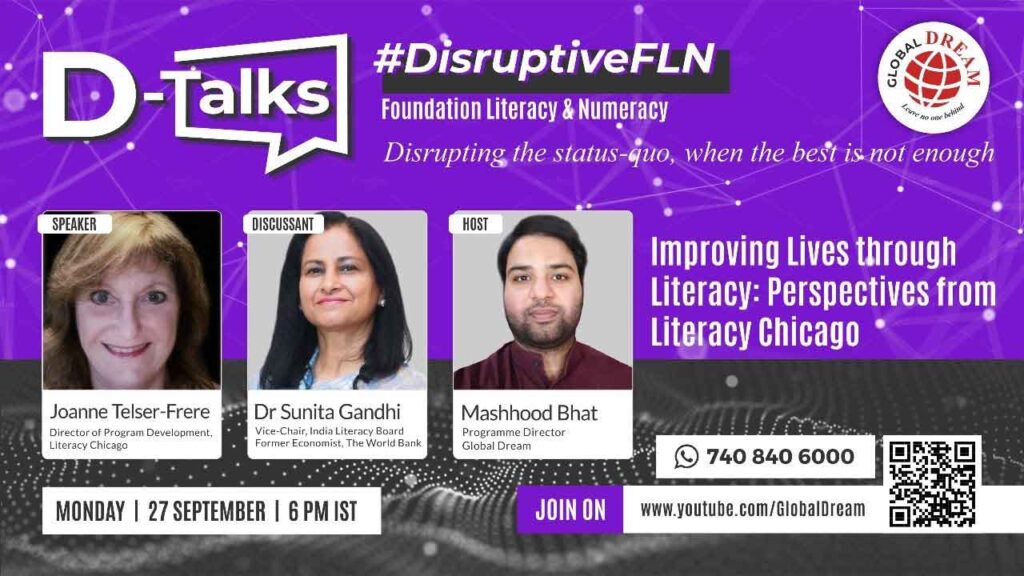 D-Talks
#DisruptiveFLN
Foundation Literacy & Numeracy
Disrupting the status-quo, when the best is not enough
GLOBAL DREAM
Leave no one behind
SPEAKER
Joanne Telser-Frere
Director of Program Development,
Literacy Chicago
DISCUSSANT
Dr Sunita Gandhi
Vice-Chair, India Literacy Board
Former Economist, The World Bank
HOST
Mashhood Bhat
Programme Director
Global Dream
Improving Lives through
Literacy: Perspectives from
Literacy Chicago
740 840 6000
MONDAY | 27 SEPTEMBER | 6 PM IST
JOIN ON
www.youtube.com/GlobalDream